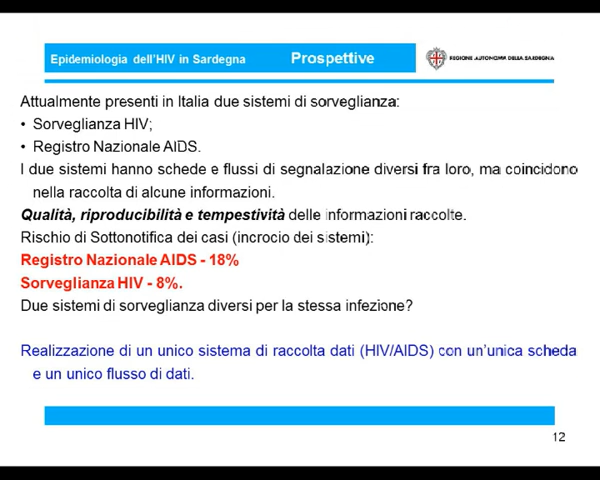 Epidemiologia dell'HIV in Sardegna Prospettive
REGIONE AUTONOMA DELLA SARDEGNA
Attualmente presenti in Italia due sistemi di sorveglianza:
• Sorveglianza HIV;
• Registro Nazionale AIDS.
I due sistemi hanno schede e flussi di segnalazione diversi fra loro, ma coincidono
nella raccolta di alcune informazioni.
Qualità, riproducibilità e tempestività delle informazioni raccolte.
Rischio di Sottonotifica dei casi (incrocio dei sistemi):
Registro Nazionale AIDS - 18%
Sorveglianza HIV - 8%.
Due sistemi di sorveglianza diversi per la stessa infezione?
Realizzazione di un unico sistema di raccolta dati (HIV/AIDS) con un'unica scheda
e un unico flusso di dati.
12